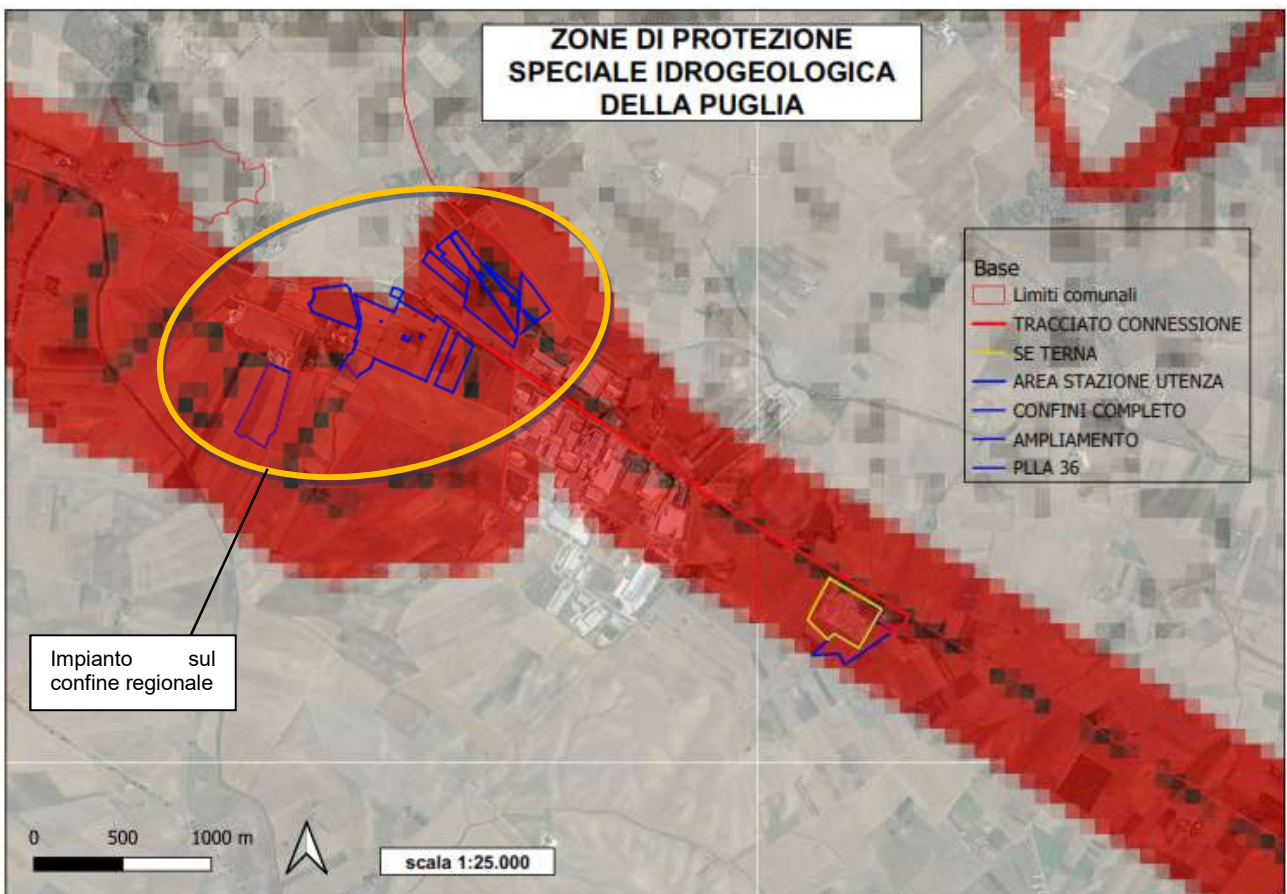 ZONE DI PROTEZIONE
SPECIALE IDROGEOLOGICA
DELLA PUGLIA
Base
Limiti comunali
TRACCIATO CONNESSIONE
SE TERNA
AREA STAZIONE UTENZA
CONFINI COMPLETO
AMPLIAMENTO
PLLA 36
Impianto sul
confine regionale
0 500 1000 m
scala 1:25.000